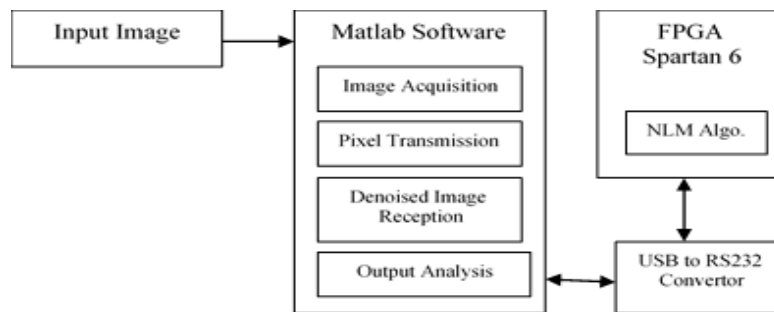 Input Image
Matlab Software
Image Acquisition
Pixel Transmission
Denoised Image
Reception
Output Analysis
FPGA
Spartan 6
NLM Algo.
USB to RS232
Convertor